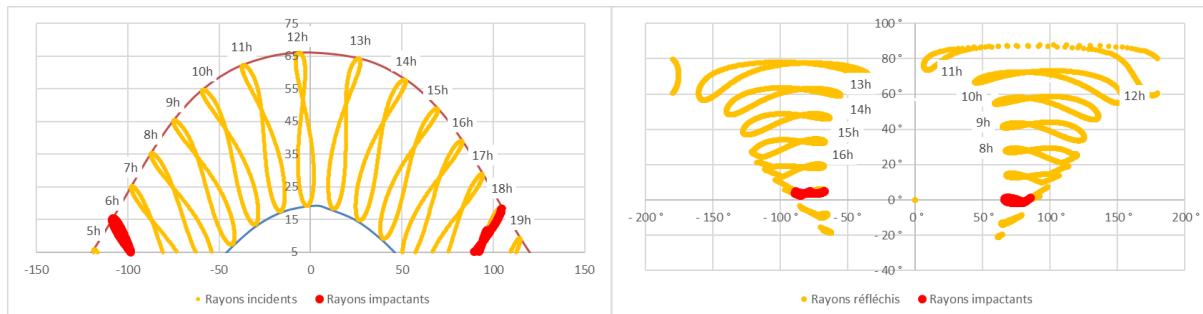 75
65
55
45
35
25
15
5
5h
6h
7h
8h
9h
10h
11h
12h
13h
14h
15h
16h
17h
18h
19h
-150
-100
-50
0
50
100
150
Rayons incidents
Rayons impactants
100°
80°
60°
40°
20°
0°
-20°
-40°
-200°
-150°
-100°
-50°
0°
50°
100°
150°
200°
13h
14h
15h
16h
11h
10h
9h
8h
12h
Rayons réfléchis
Rayons impactants